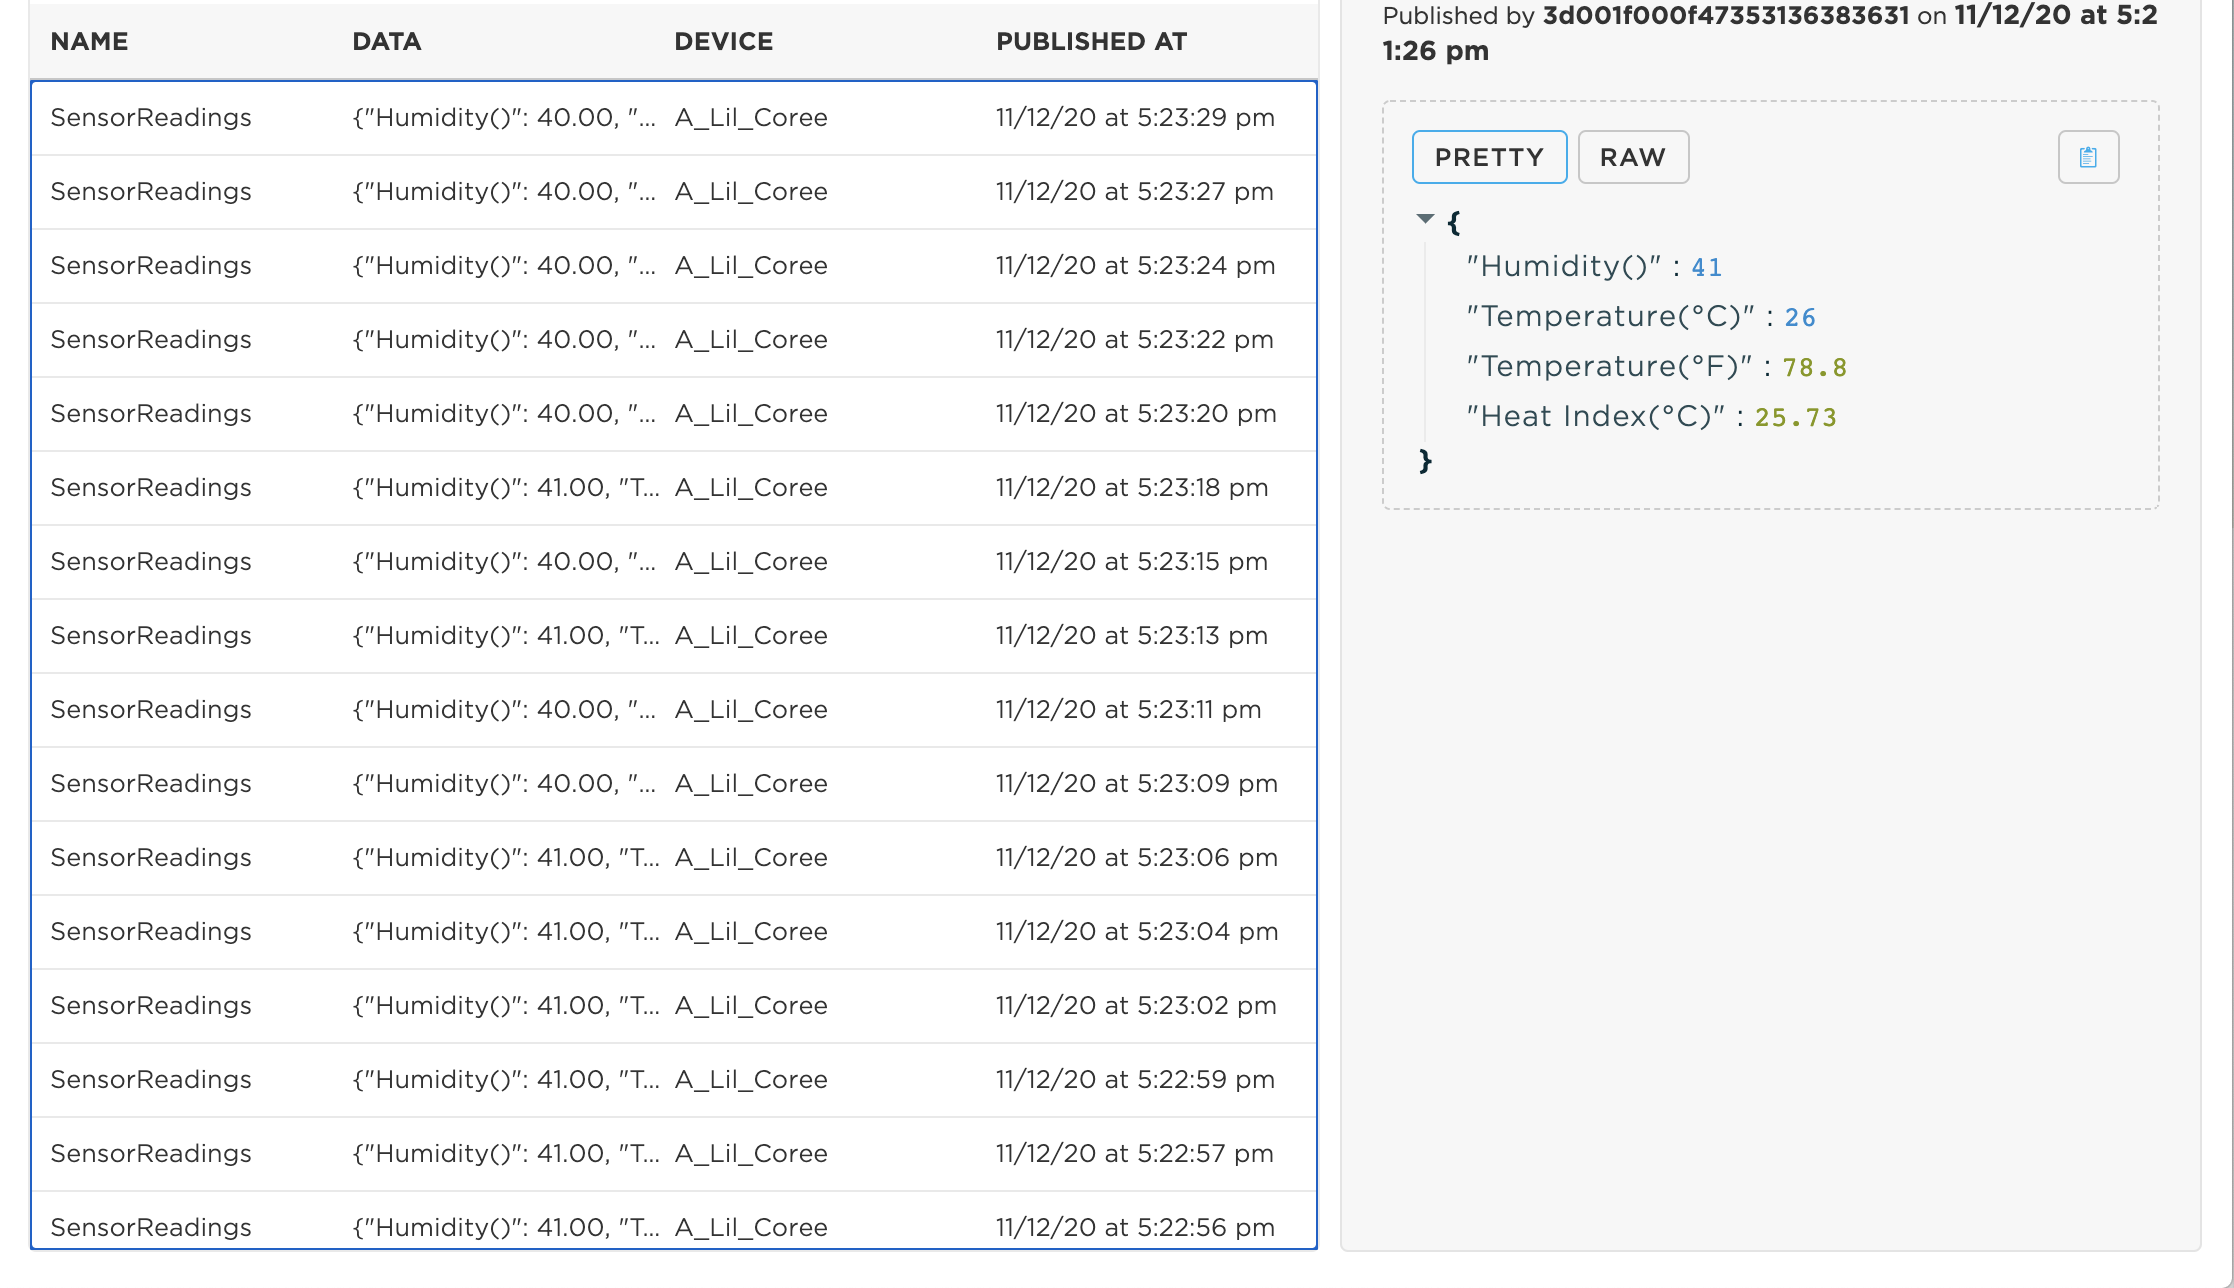 NAME DATA DEVICE PUBLISHED AT
SensorReadings {"Humidity()": 40.00, "... A_Lil_Coree 11/12/20 at 5:23:29 pm
SensorReadings {"Humidity()": 40.00, "... A_Lil_Coree 11/12/20 at 5:23:27 pm
SensorReadings {"Humidity()": 40.00, "... A_Lil_Coree 11/12/20 at 5:23:24 pm
SensorReadings {"Humidity()": 40.00, "... A_Lil_Coree 11/12/20 at 5:23:22 pm
SensorReadings {"Humidity()": 40.00, "... A_Lil_Coree 11/12/20 at 5:23:20 pm
SensorReadings {"Humidity()": 41.00, "T... A_Lil_Coree 11/12/20 at 5:23:18 pm
SensorReadings {"Humidity()": 40.00, "... A_Lil_Coree 11/12/20 at 5:23:15 pm
SensorReadings {"Humidity()": 41.00, "T... A_Lil_Coree 11/12/20 at 5:23:13 pm
SensorReadings {"Humidity()": 40.00, "... A_Lil_Coree 11/12/20 at 5:23:11 pm
SensorReadings {"Humidity()": 40.00, "... A_Lil_Coree 11/12/20 at 5:23:09 pm
SensorReadings {"Humidity()": 41.00, "T... A_Lil_Coree 11/12/20 at 5:23:06 pm
SensorReadings {"Humidity()": 41.00, "T... A_Lil_Coree 11/12/20 at 5:23:04 pm
SensorReadings {"Humidity()": 41.00, "T... A_Lil_Coree 11/12/20 at 5:23:02 pm
SensorReadings {"Humidity()": 41.00, "T... A_Lil_Coree 11/12/20 at 5:22:59 pm
SensorReadings {"Humidity()": 41.00, "T... A_Lil_Coree 11/12/20 at 5:22:57 pm
SensorReadings {"Humidity()": 41.00, "T... A_Lil_Coree 11/12/20 at 5:22:56 pm
Published by 3d001f000f47353136383631 on 11/12/20 at 5:2
1:26 pm
PRETTY RAW
{
"Humidity()" : 41
"Temperature(°C)" : 26
"Temperature(°F)" : 78.8
"Heat Index(°C)" : 25.73
}